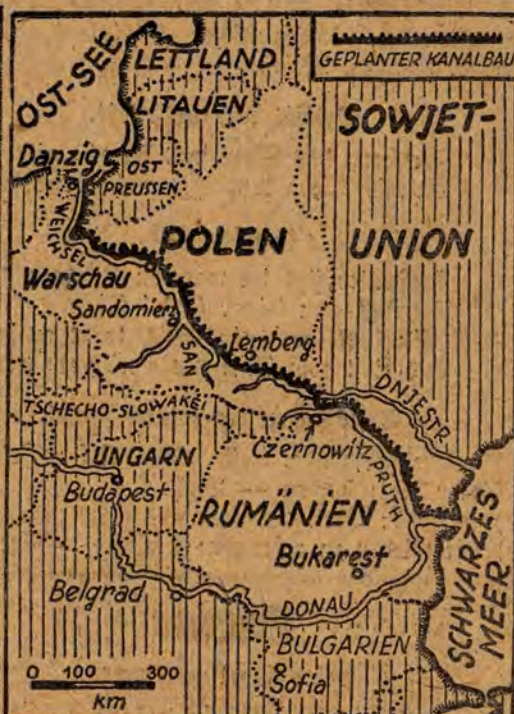 GEPLANTER KANALBAU
OST-SEE
LETTLAND
LITAUEN
SOWJET-
UNION
Danzig
OST
PREUSSEN
WEICHSEL
POLEN
Warschau
Sandomierz
SAN
Lemberg
DNJESTR
TSCHECHO-SLOWAKEI
Czernowitz
PRUTH
UNGARN
Budapest
RUMÄNIEN
Bukarest
SCHWARZES
MEER
Belgrad
DONAU
BULGARIEN
Sofia
0 100 300
km